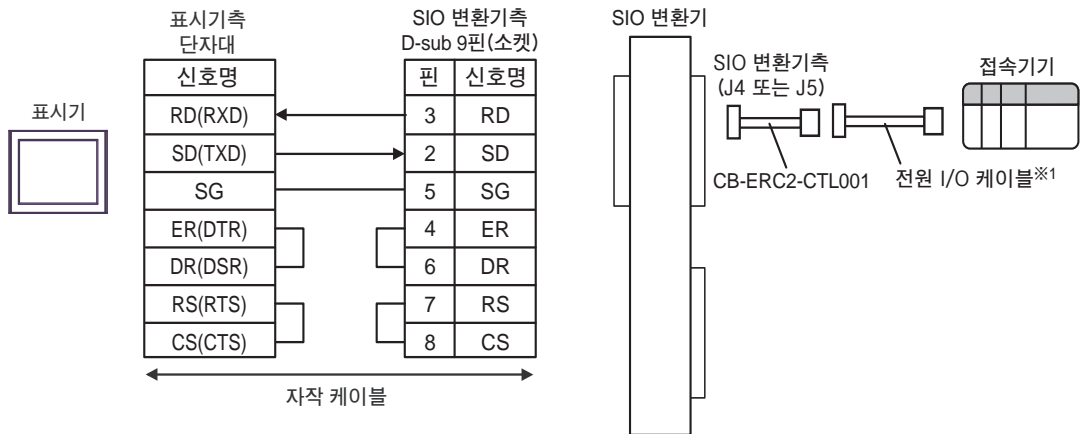 표시기
표시기측
단자대
신호명
RD(RXD)
SD(TXD)
SG
ER(DTR)
DR(DSR)
RS(RTS)
CS(CTS)
SIO 변환기측
D-sub 9핀(소켓)
핀 신호명
3 RD
2 SD
5 SG
4 ER
6 DR
7 RS
8 CS
자작 케이블
SIO 변환기
SIO 변환기측
(J4 또는 J5)
CB-ERC2-CTL001
전원 I/O 케이블※1
접속기기